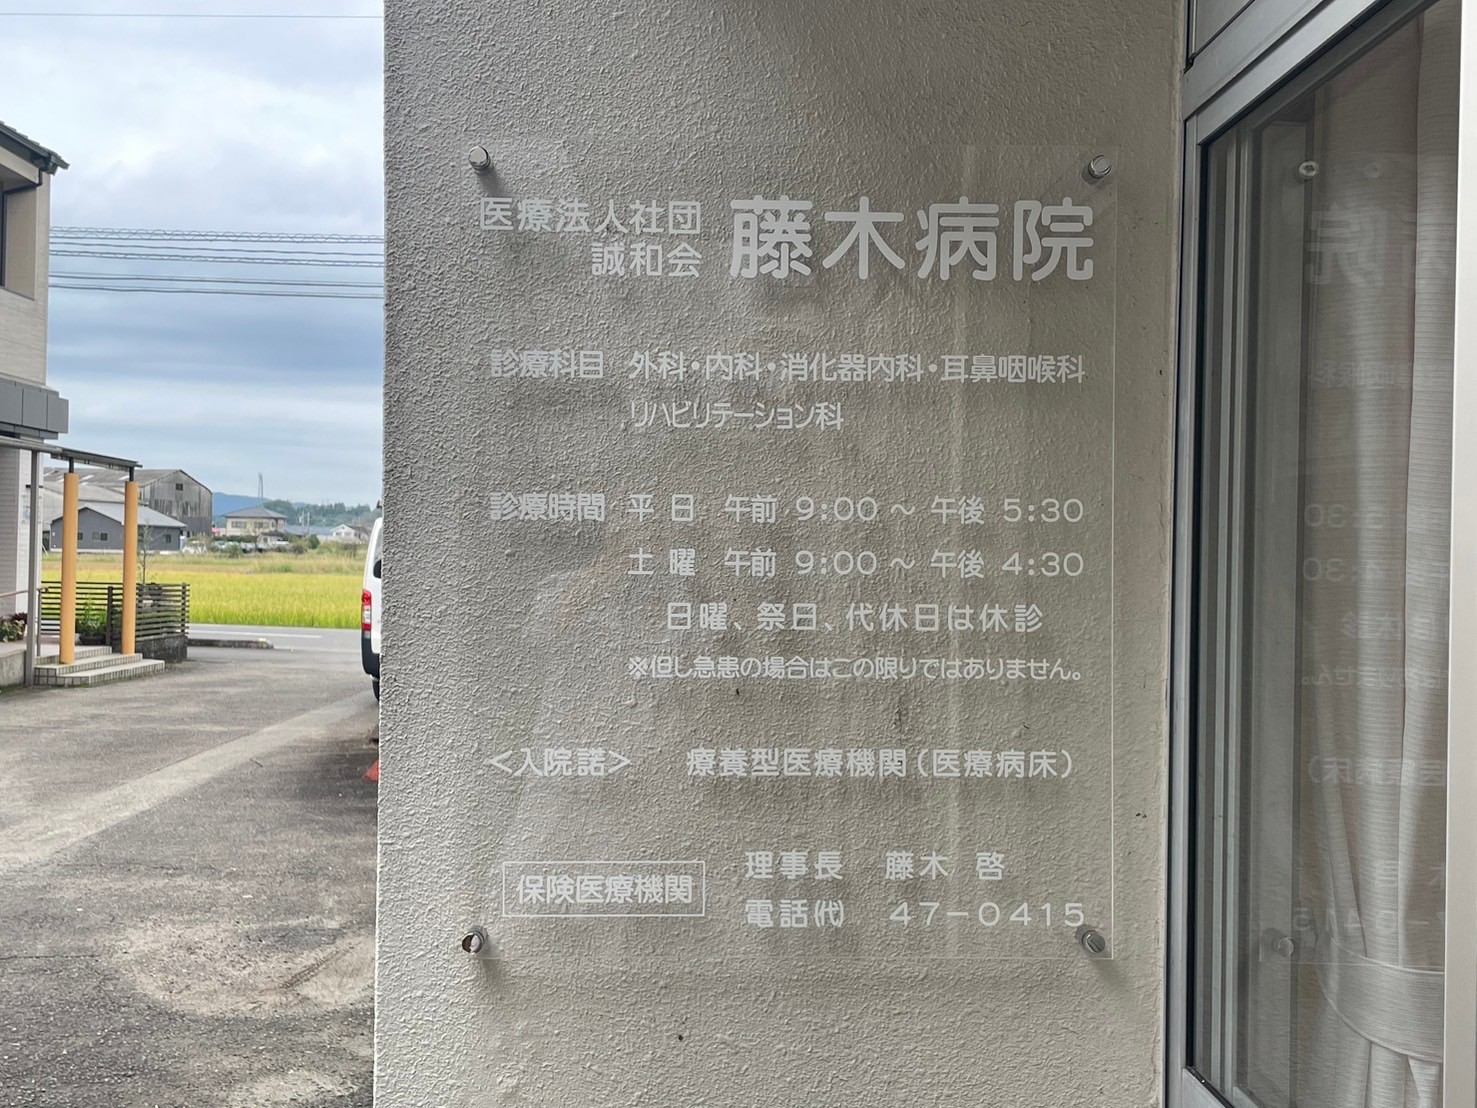 医療法人社団 誠和会 藤木病院
診療科目 外科・内科・消化器内科・耳鼻咽喉科
リハビリテーション科
診療時間 平日 午前 9:00 ～ 午後 5:30
土曜 午前 9:00 ～ 午後 4:30
日曜、祭日、代休日は休診
※但し急患の場合はこの限りではありません。
＜入院諾＞ 療養型医療機関（医療病床）
保険医療機関
理事長 藤木 啓
電話(代) 47-0415